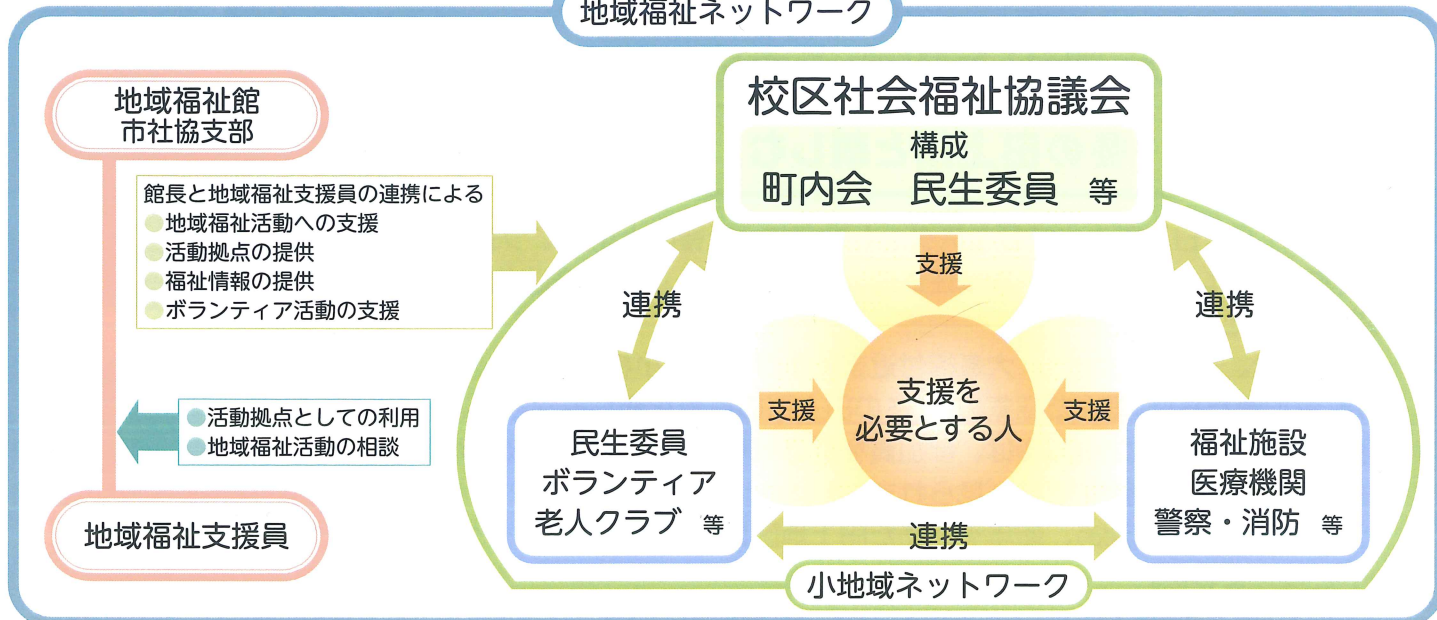 地域福祉ネットワーク
地域福祉館
市社協支部
館長と地域福祉支援員の連携による
●地域福祉活動への支援
●活動拠点の提供
●福祉情報の提供
●ボランティア活動の支援
●活動拠点としての利用
●地域福祉活動の相談
地域福祉支援員
校区社会福祉協議会
構成
町内会 民生委員 等
支援
連携
連携
支援
支援を
必要とする人
支援
民生委員
ボランティア
老人クラブ 等
福祉施設
医療機関
警察・消防 等
連携
小地域ネットワーク